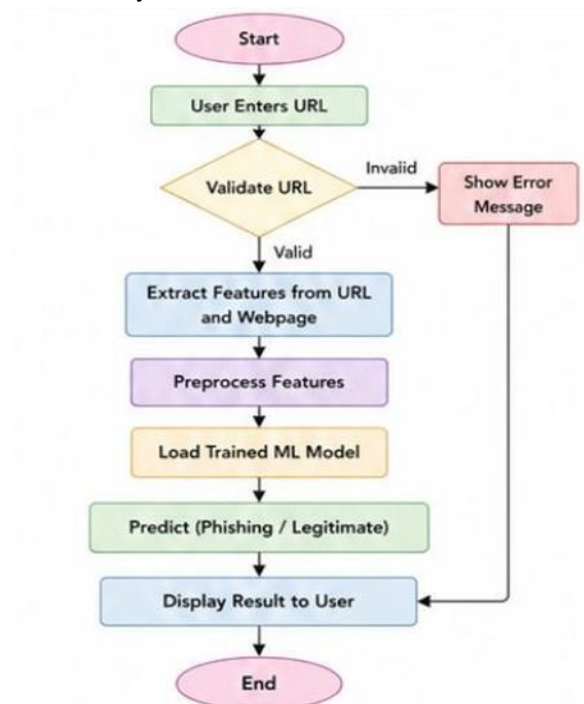 Start
User Enters URL
Validate URL
Invaiid
Show Error
Message
Valid
Extract Features from URL
and Webpage
Preprocess Features
Load Trained ML Model
Predict (Phishing / Legitimate)
Display Result to User
End